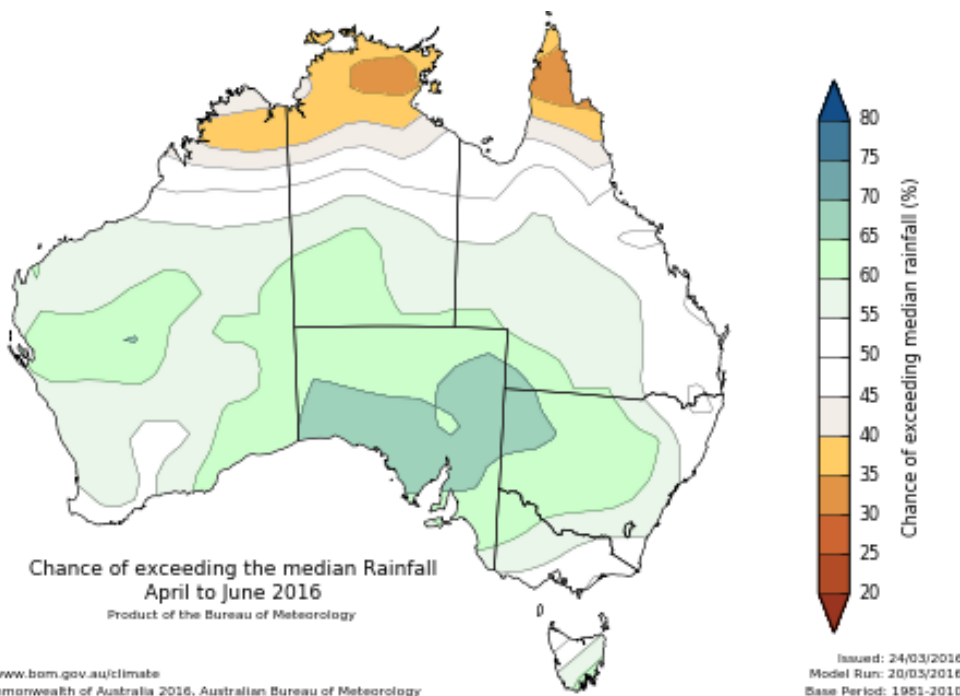 80
75
70
65
60
55
50
45
40
35
30
25
20
Chance of exceeding median rainfall (%)
Chance of exceeding the median Rainfall
April to June 2016
Product of the Bureau of Meteorology
www.bom.gov.au/climate
Issued: 24/03/2016
Model Run: 20/03/2016
mmonwealth of Australia 2016, Australian Bureau of Meteorology
Base Period: 1981-2010